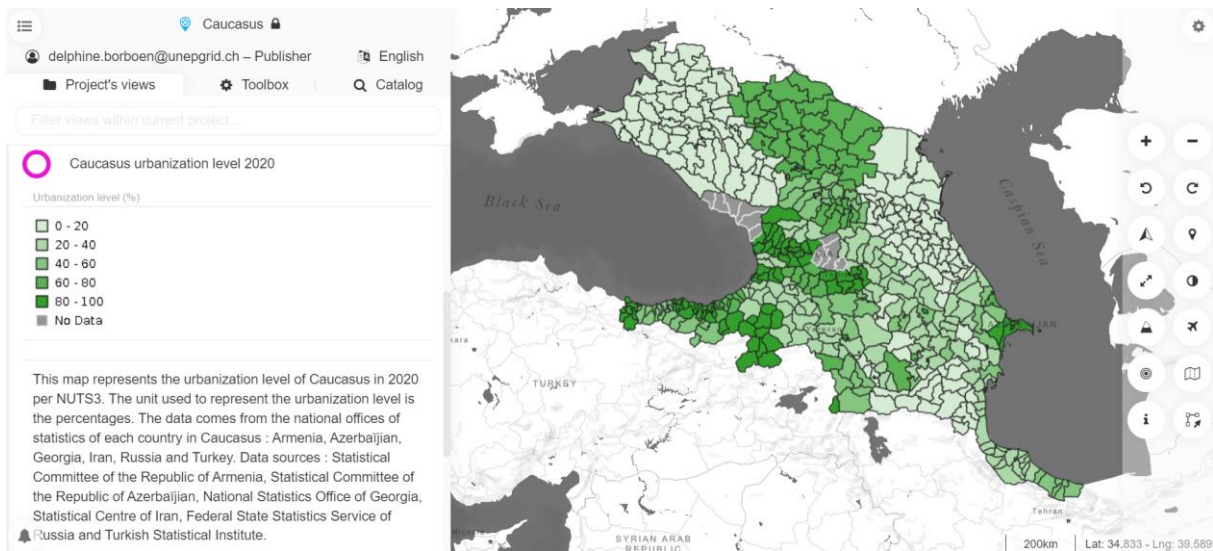 Caucasus
delphine.borboen@unepgrid.ch – Publisher
English
Project's views
Toolbox
Catalog
Filter views within current project...
Caucasus urbanization level 2020
Urbanization level (%)
0 - 20
20 - 40
40 - 60
60 - 80
80 - 100
No Data
This map represents the urbanization level of Caucasus in 2020
per NUTS3. The unit used to represent the urbanization level is
the percentages. The data comes from the national offices of
statistics of each country in Caucasus : Armenia, Azerbaïjian,
Georgia, Iran, Russia and Turkey. Data sources : Statistical
Committee of the Republic of Armenia, Statistical Committee of
the Republic of Azerbaïjian, National Statistics Office of Georgia,
Statistical Centre of Iran, Federal State Statistics Service of
Russia and Turkish Statistical Institute.
Black Sea
Caspian Sea
Yerevan
TURKEY
Tehran
SYRIAN ARAB
REPUBLIC
200km
Lat: 34.833 - Lng: 39.589